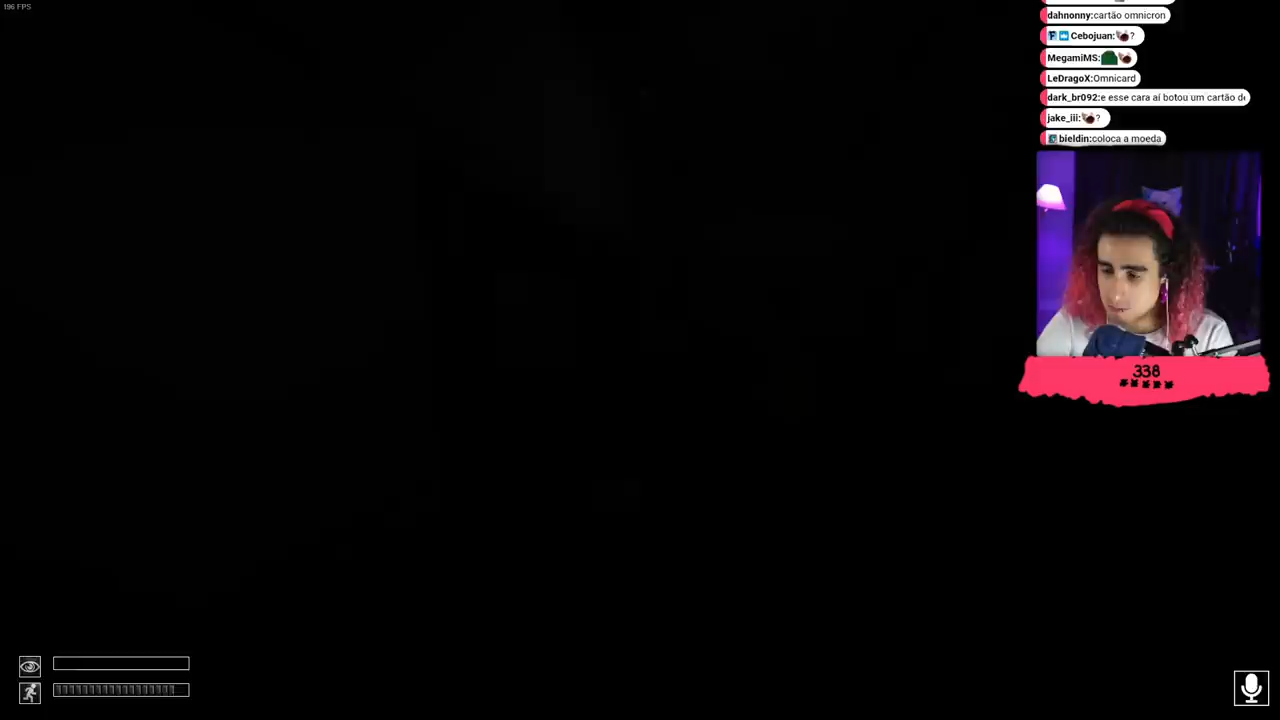 196 FPS
dahnonny:cartão omnicron
Cebojuan: ?
MegamiMS:
LeDragoX:Omnicard
dark_br092:e esse cara aí botou um cartão de
jake_iii: ?
bieldin:coloca a moeda
338